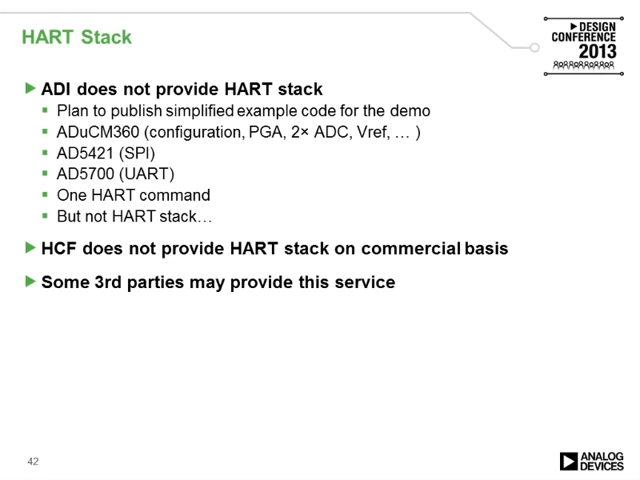 HART Stack
DESIGN
CONFERENCE
2013
ADI does not provide HART stack
Plan to publish simplified example code for the demo
ADuCM360 (configuration, PGA, 2× ADC, Vref, … )
AD5421 (SPI)
AD5700 (UART)
One HART command
But not HART stack…
HCF does not provide HART stack on commercial basis
Some 3rd parties may provide this service
42
ANALOG
DEVICES